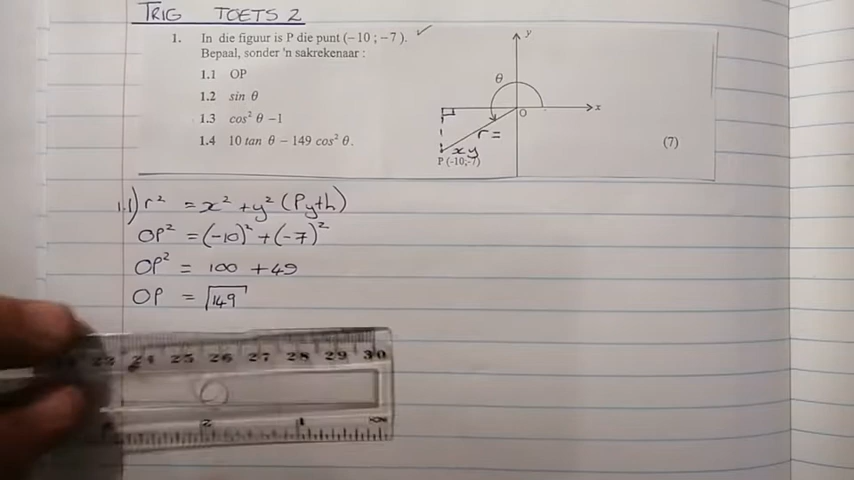 TRIG TOETS 2
1. In die figuur is P die punt (−10 ; −7 ).
Bepaal, sonder 'n sakrekenaar :
1.1 OP
1.2 sin θ
1.3 cos² θ −1
1.4 10 tan θ − 149 cos² θ.
(7)
y
θ
x
O
r =
x y
P (-10;-7)
1.1) r² = x² + y² (Pyth)
OP² = (-10)² + (-7)²
OP² = 100 + 49
OP = √149
24 25 26 27 28 29 30
2 1